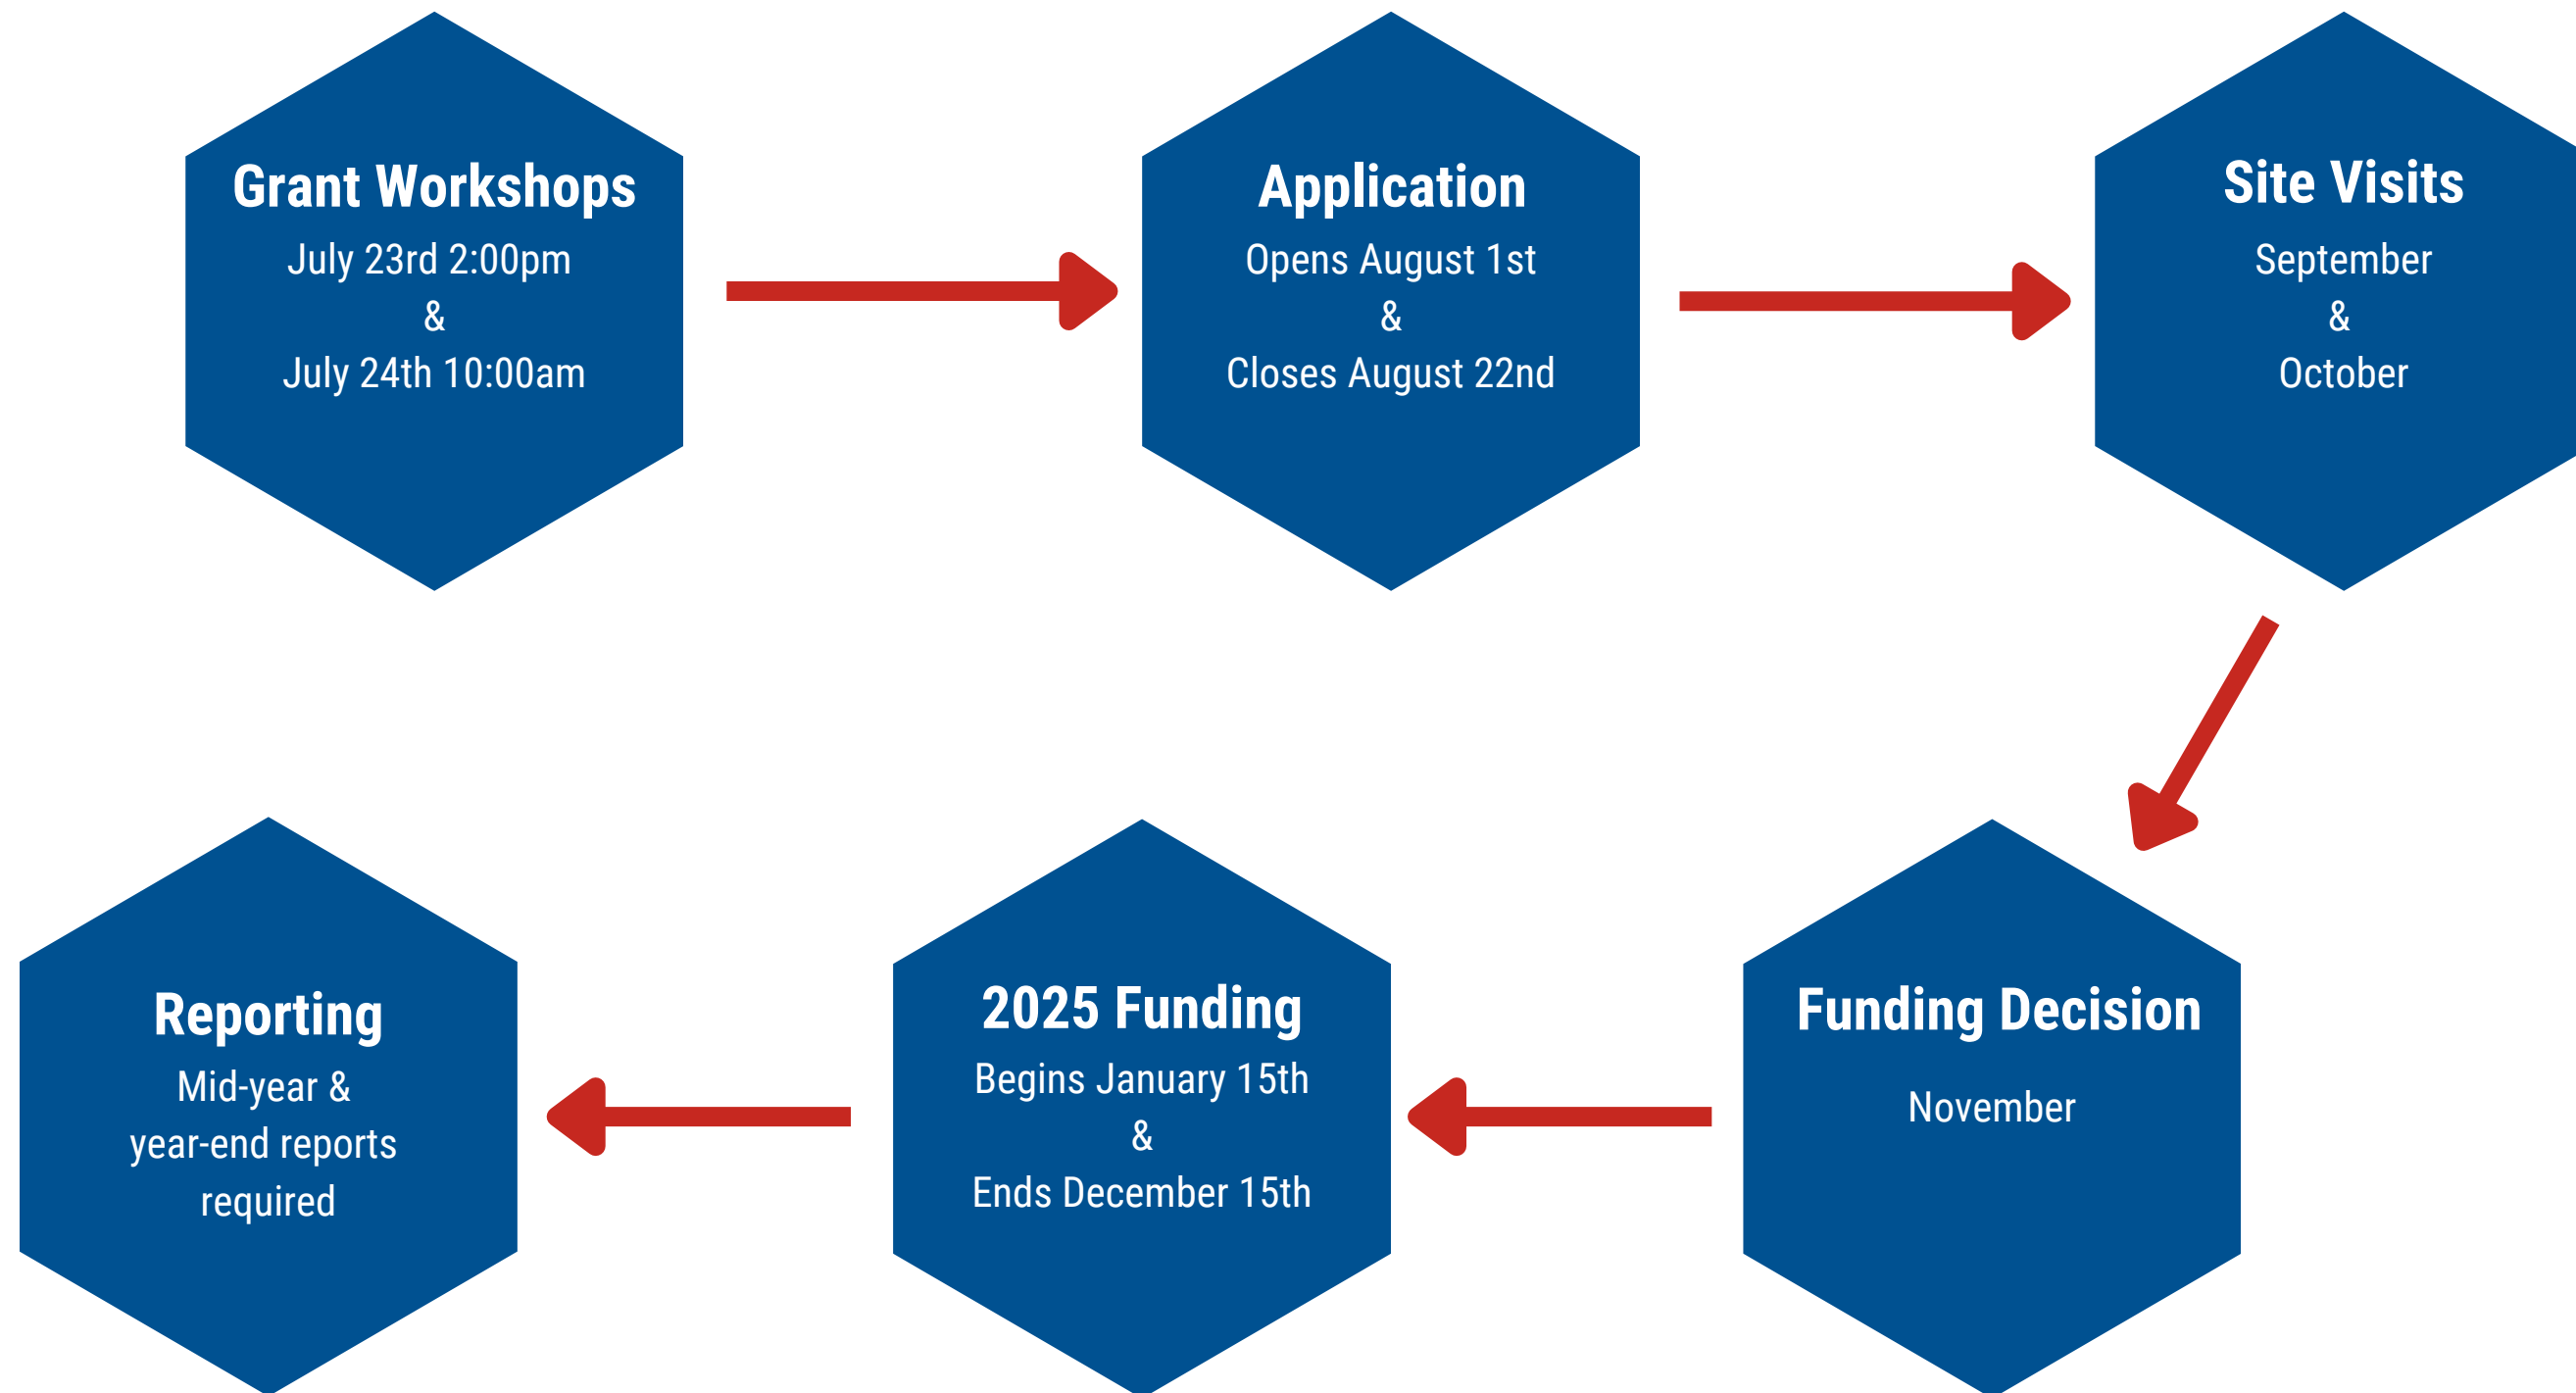 Grant Workshops
July 23rd 2:00pm
&
July 24th 10:00am
Application
Opens August 1st
&
Closes August 22nd
Site Visits
September
&
October
Funding Decision
November
2025 Funding
Begins January 15th
&
Ends December 15th
Reporting
Mid-year &
year-end reports
required